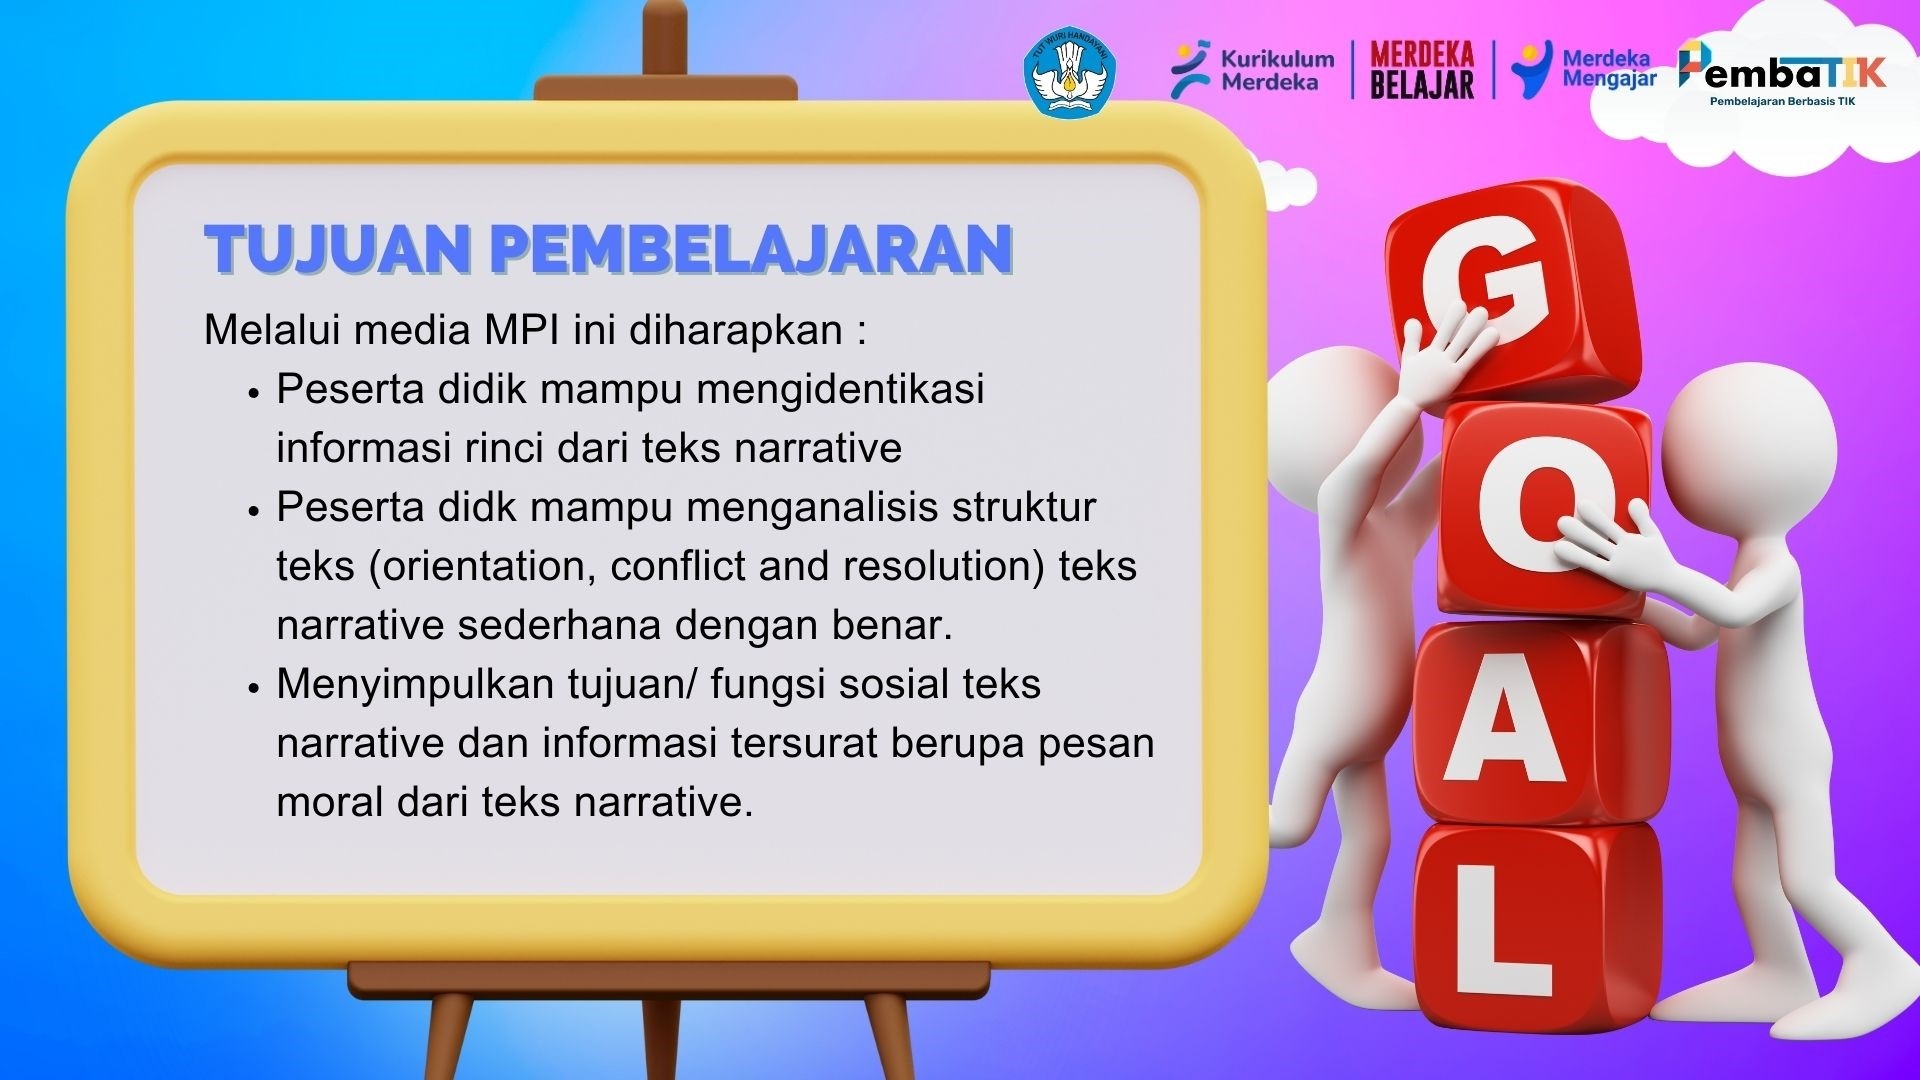 TUT WURI HANDAYANI
Kurikulum
Merdeka
MERDEKA
BELAJAR
Merdeka
Mengajar
PembaTIK
Pembelajaran Berbasis TIK
TUJUAN PEMBELAJARAN
Melalui media MPI ini diharapkan :
• Peserta didik mampu mengidentikasi
informasi rinci dari teks narrative
• Peserta didk mampu menganalisis struktur
teks (orientation, conflict and resolution) teks
narrative sederhana dengan benar.
• Menyimpulkan tujuan/ fungsi sosial teks
narrative dan informasi tersurat berupa pesan
moral dari teks narrative.
G
O
A
L